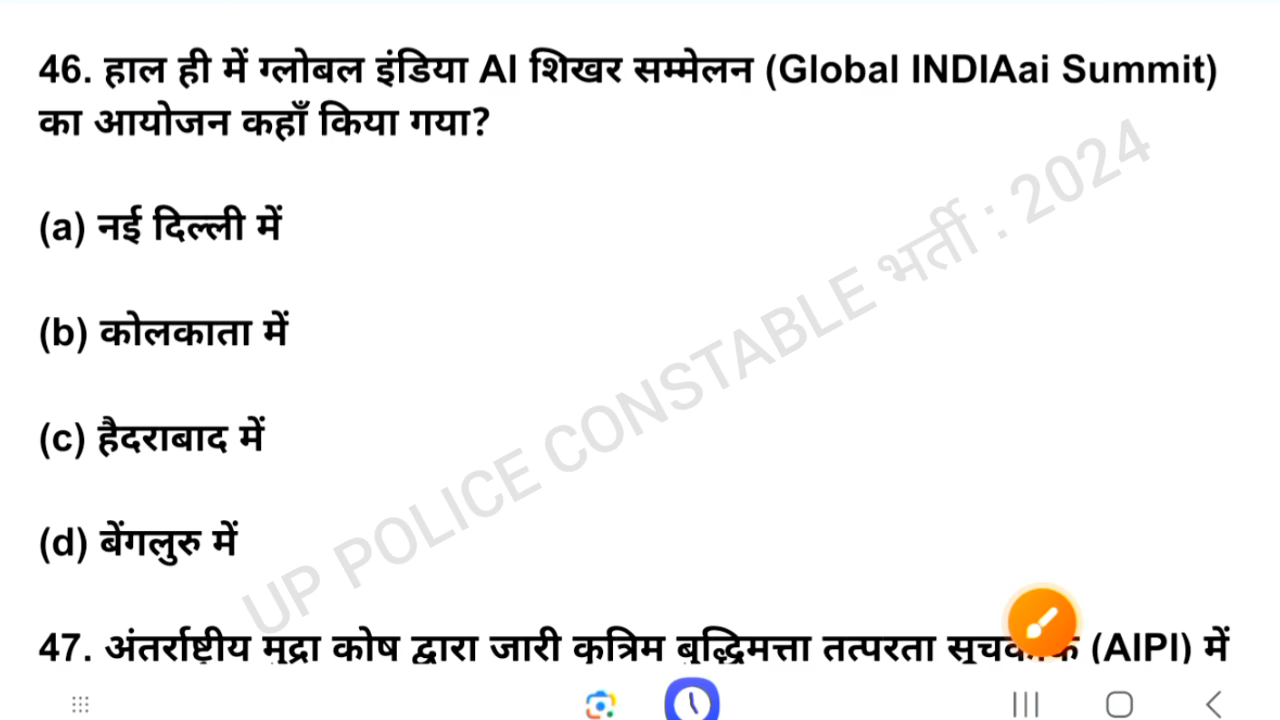 46. हाल ही में ग्लोबल इंडिया AI शिखर सम्मेलन (Global INDIAai Summit)
का आयोजन कहाँ किया गया?
(a) नई दिल्ली में
(b) कोलकाता में
(c) हैदराबाद में
(d) बेंगलुरु में
UP POLICE CONSTABLE भर्ती : 2024
47. अंतर्राष्ट्रीय मुद्रा कोष द्वारा जारी कृत्रिम बुद्धिमत्ता तत्परता (AIPI) में